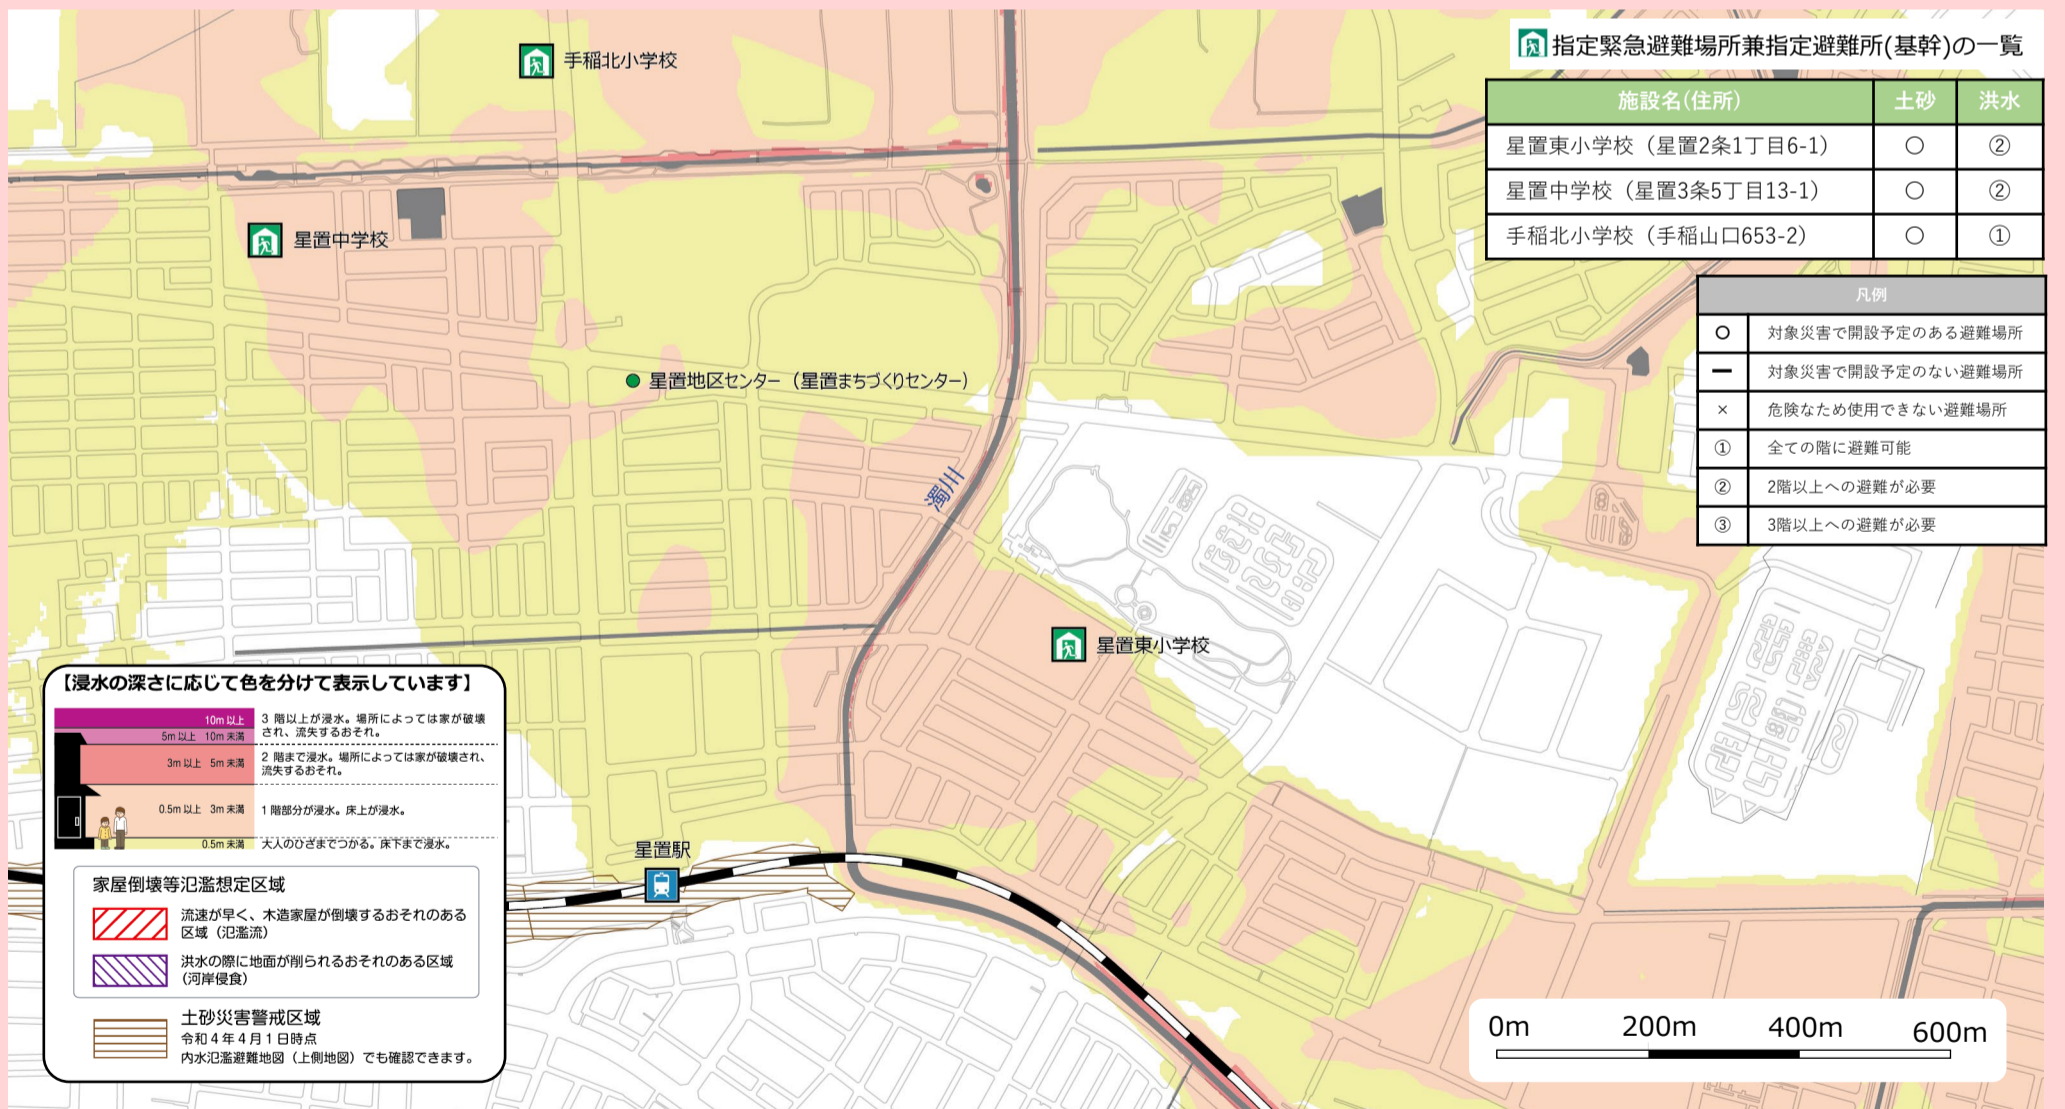 指定緊急避難場所兼指定避難所(基幹)の一覧
施設名(住所) 土砂 洪水
星置東小学校（星置2条1丁目6-1） ○ ②
星置中学校（星置3条5丁目13-1） ○ ②
手稲北小学校（手稲山口653-2） ○ ①
凡例
○ 対象災害で開設予定のある避難場所
ー 対象災害で開設予定のない避難場所
× 危険なため使用できない避難場所
① 全ての階に避難可能
② 2階以上への避難が必要
③ 3階以上への避難が必要
手稲北小学校
星置中学校
星置地区センター（星置まちづくりセンター）
濁川
星置東小学校
星置駅
【浸水の深さに応じて色を分けて表示しています】
10m 以上
3 階以上が浸水。場所によっては家が破壊
され、流失するおそれ。
5m 以上 10m 未満
3m 以上 5m 未満
2 階まで浸水。場所によっては家が破壊され、
流失するおそれ。
0.5m 以上 3m 未満
1 階部分が浸水。床上が浸水。
0.5m 未満
大人のひざまでつかる。床下まで浸水。
家屋倒壊等氾濫想定区域
流速が早く、木造家屋が倒壊するおそれのある
区域（氾濫流）
洪水の際に地面が削られるおそれのある区域
（河岸侵食）
土砂災害警戒区域
令和４年４月１日時点
内水氾濫避難地図（上側地図）でも確認できます。
0m 200m 400m 600m